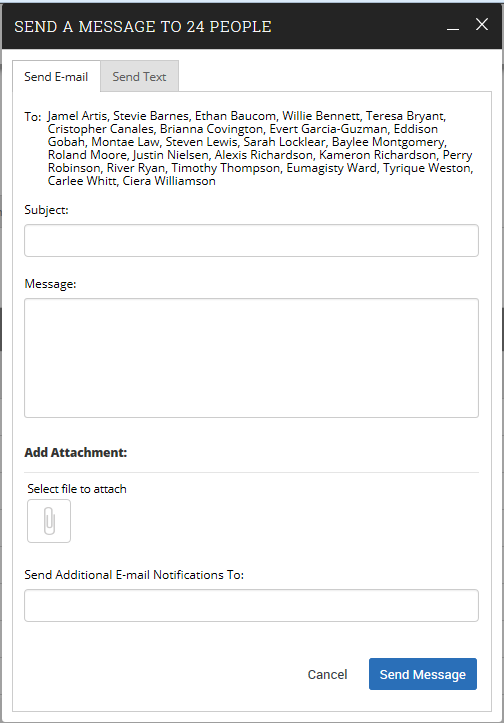 SEND A MESSAGE TO 24 PEOPLE
Send E-mail
Send Text
To: Jamel Artis, Stevie Barnes, Ethan Baucom, Willie Bennett, Teresa Bryant,
Cristopher Canales, Brianna Covington, Evert Garcia-Guzman, Eddison
Gobah, Montae Law, Steven Lewis, Sarah Locklear, Baylee Montgomery,
Roland Moore, Justin Nielsen, Alexis Richardson, Kameron Richardson, Perry
Robinson, River Ryan, Timothy Thompson, Eumagisty Ward, Tyrique Weston,
Carlee Whitt, Ciera Williamson
Subject:
Message:
Add Attachment:
Select file to attach
Send Additional E-mail Notifications To:
Cancel
Send Message